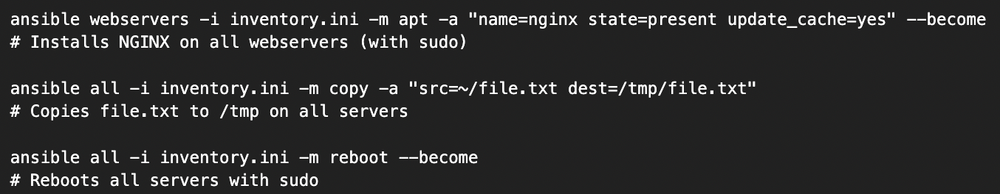 ansible webservers -i inventory.ini -m apt -a "name=nginx state=present update_cache=yes" --become
# Installs NGINX on all webservers (with sudo)
ansible all -i inventory.ini -m copy -a "src=~/file.txt dest=/tmp/file.txt"
# Copies file.txt to /tmp on all servers
ansible all -i inventory.ini -m reboot --become
# Reboots all servers with sudo